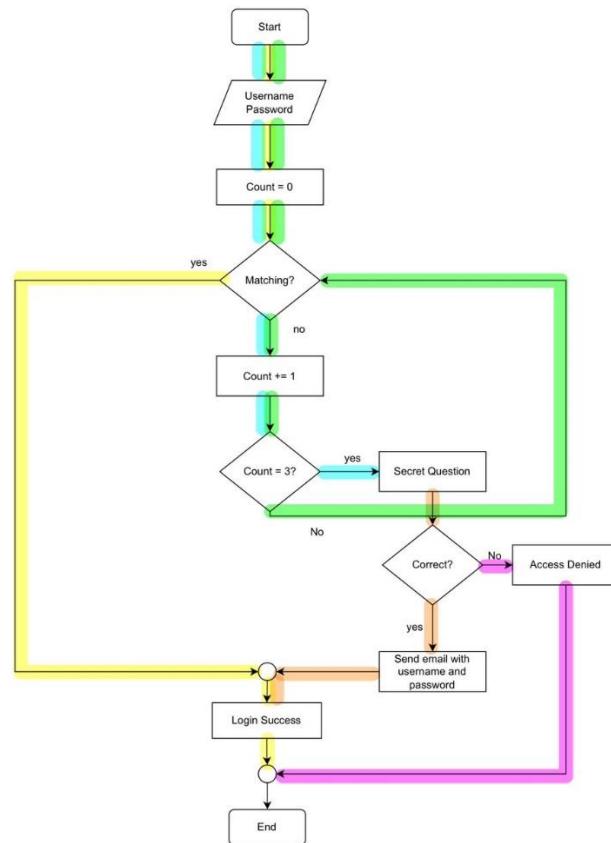 Start
Username
Password
Count = 0
yes
Matching?
no
Count += 1
Count = 3?
yes
Secret Question
No
Correct?
No
Access Denied
yes
Send email with
username and
password
Login Success
End